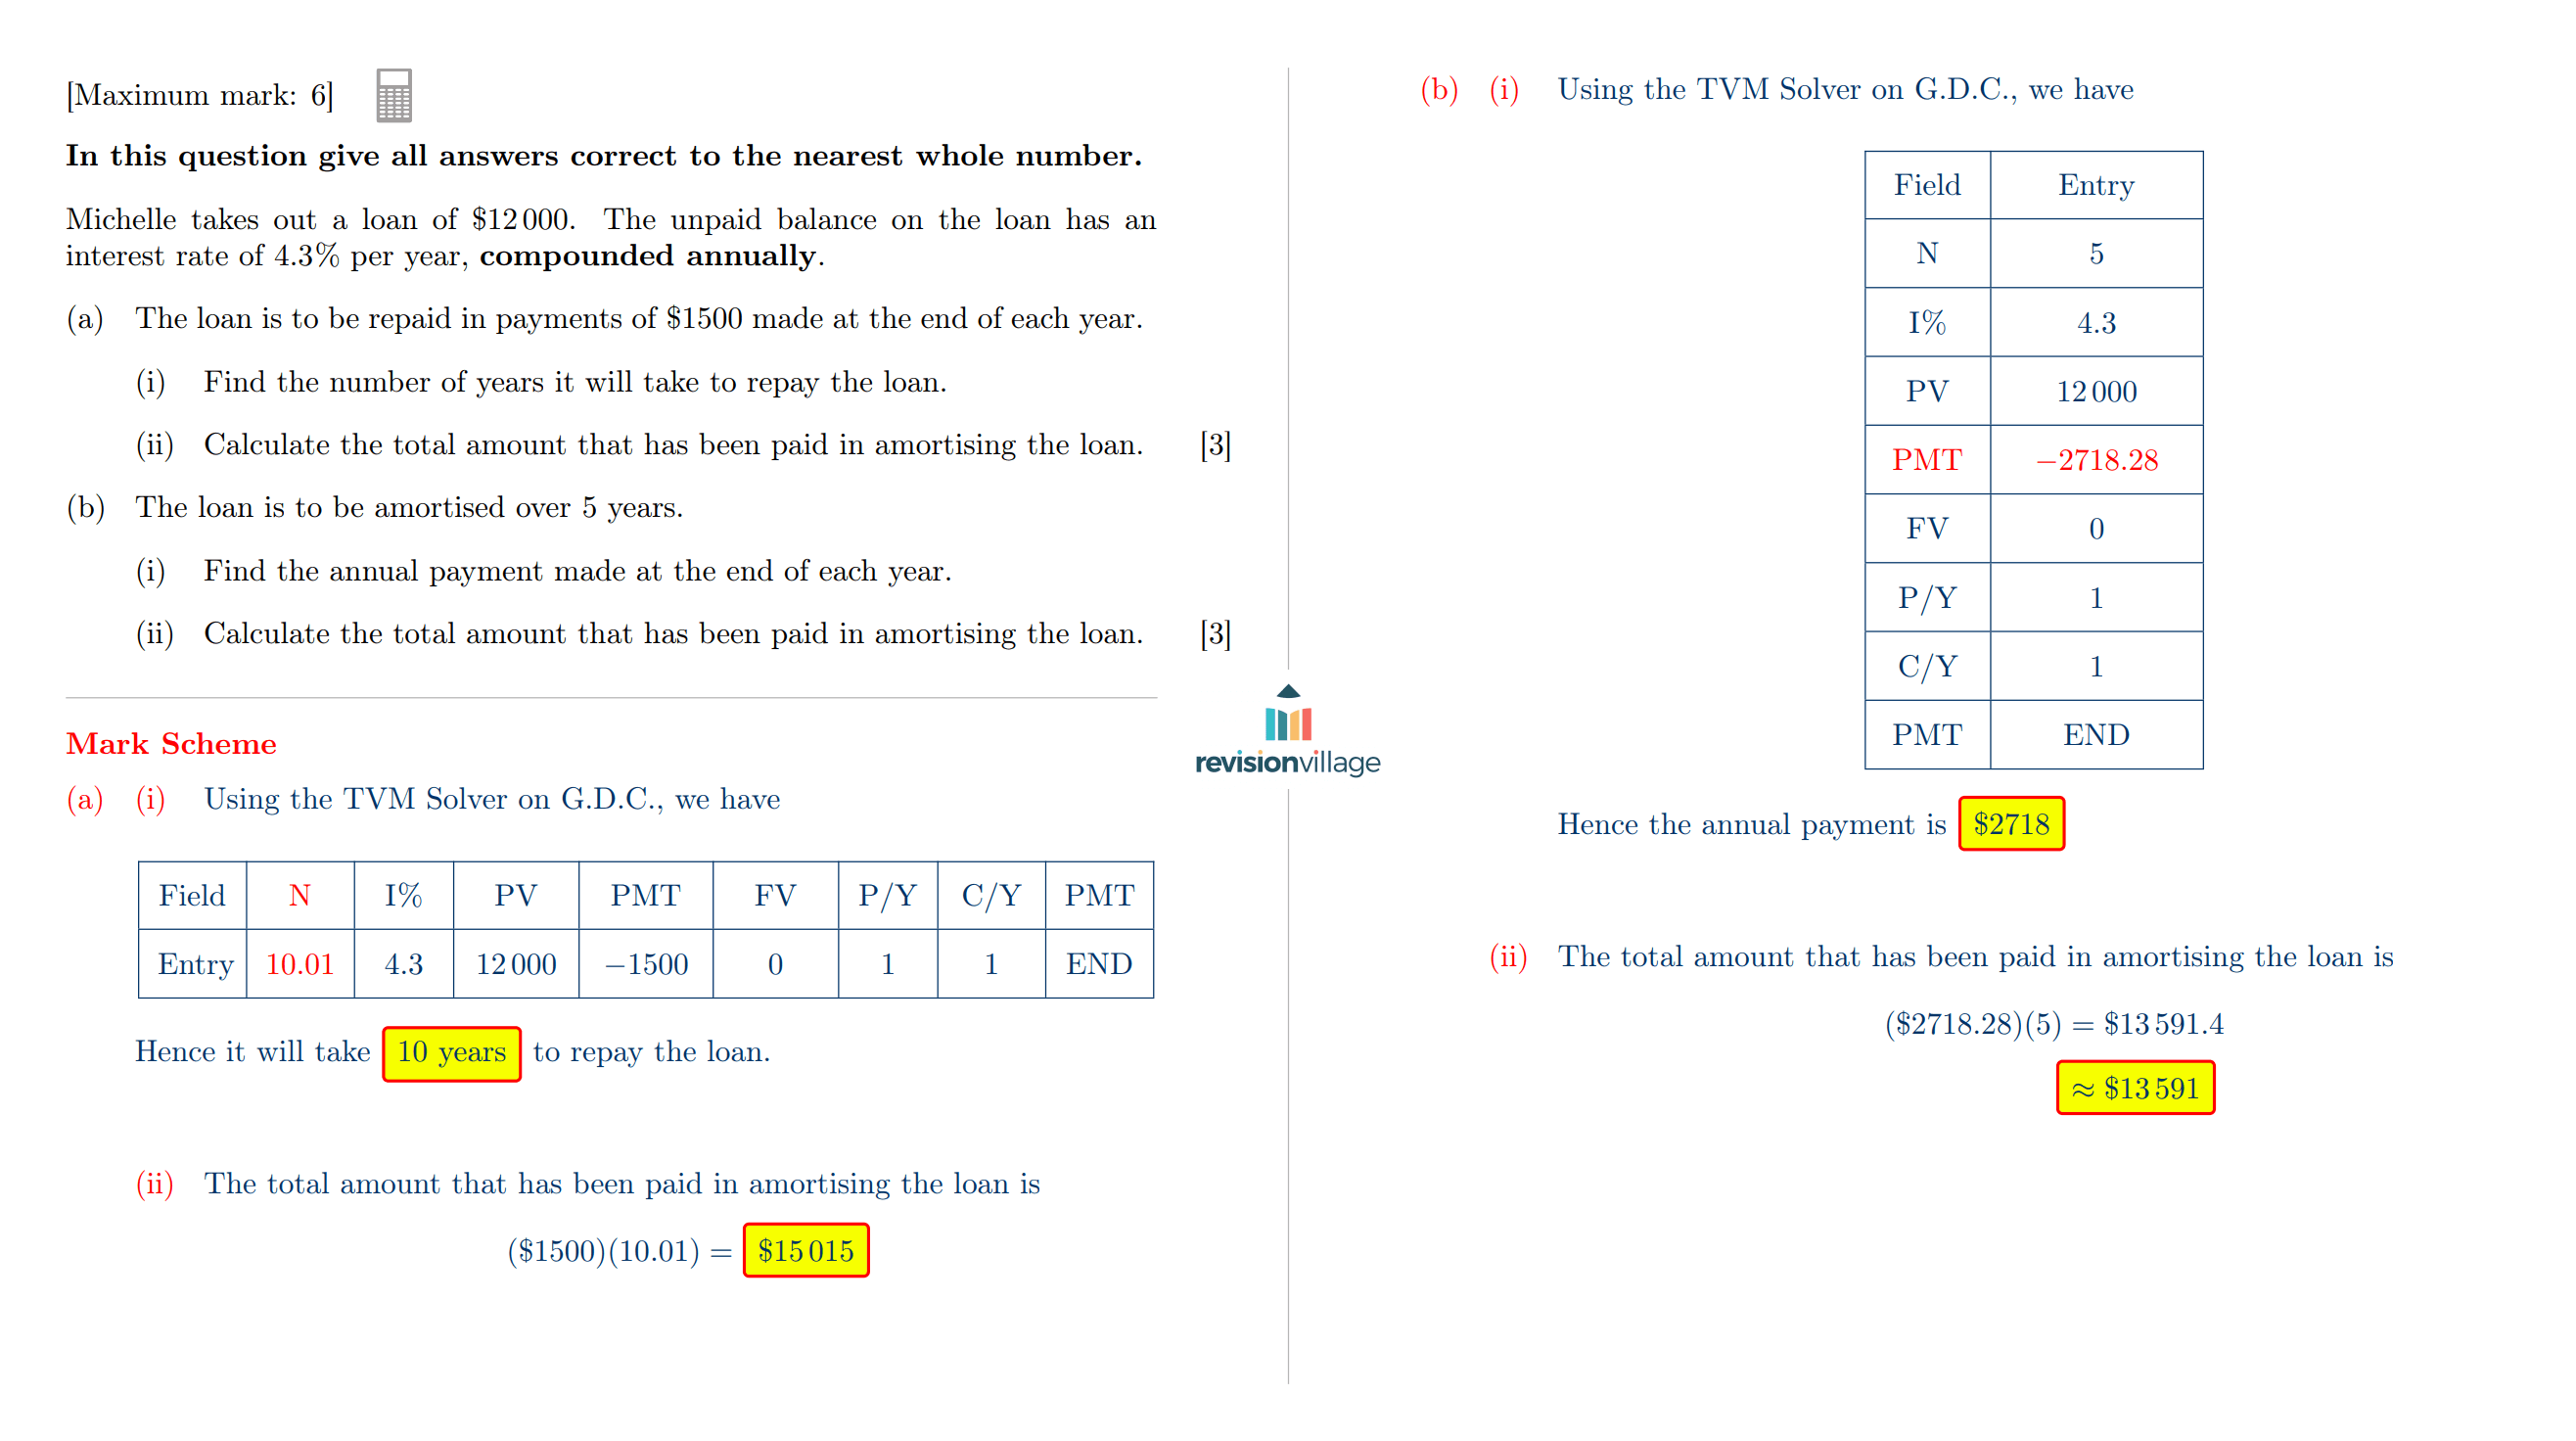 [Maximum mark: 6]
In this question give all answers correct to the nearest whole number.
Michelle takes out a loan of $12 000. The unpaid balance on the loan has an
interest rate of 4.3% per year, compounded annually.
(a) The loan is to be repaid in payments of $1500 made at the end of each year.
(i) Find the number of years it will take to repay the loan.
(ii) Calculate the total amount that has been paid in amortising the loan. [3]
(b) The loan is to be amortised over 5 years.
(i) Find the annual payment made at the end of each year.
(ii) Calculate the total amount that has been paid in amortising the loan. [3]
Mark Scheme
(a) (i) Using the TVM Solver on G.D.C., we have
Field N I% PV PMT FV P/Y C/Y PMT
Entry 10.01 4.3 12 000 −1500 0 1 1 END
Hence it will take 10 years to repay the loan.
(ii) The total amount that has been paid in amortising the loan is
($1500)(10.01) = $15 015
revisionvillage
(b) (i) Using the TVM Solver on G.D.C., we have
Field Entry
N 5
I% 4.3
PV 12 000
PMT −2718.28
FV 0
P/Y 1
C/Y 1
PMT END
Hence the annual payment is $2718
(ii) The total amount that has been paid in amortising the loan is
($2718.28)(5) = $13 591.4
≈ $13 591